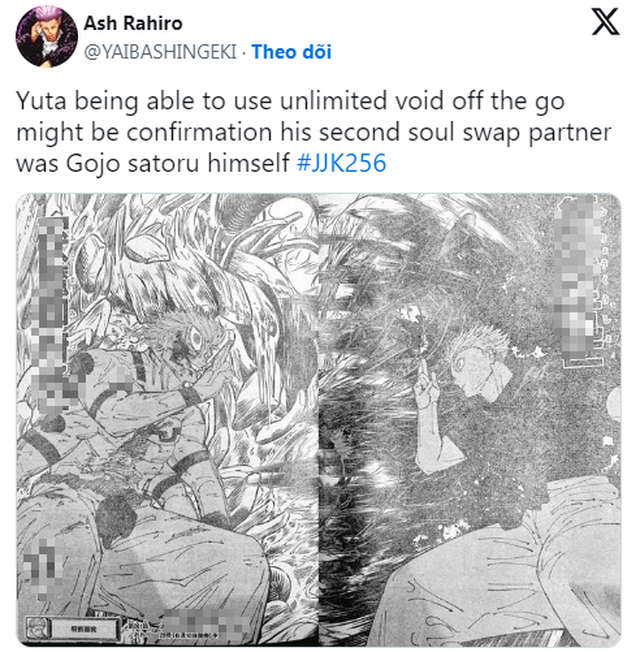 Ash Rahiro
X
@YAIBASHINGEKI · Theo dõi
Yuta being able to use unlimited void off the go
might be confirmation his second soul swap partner
was Gojo satoru himself #JJK256